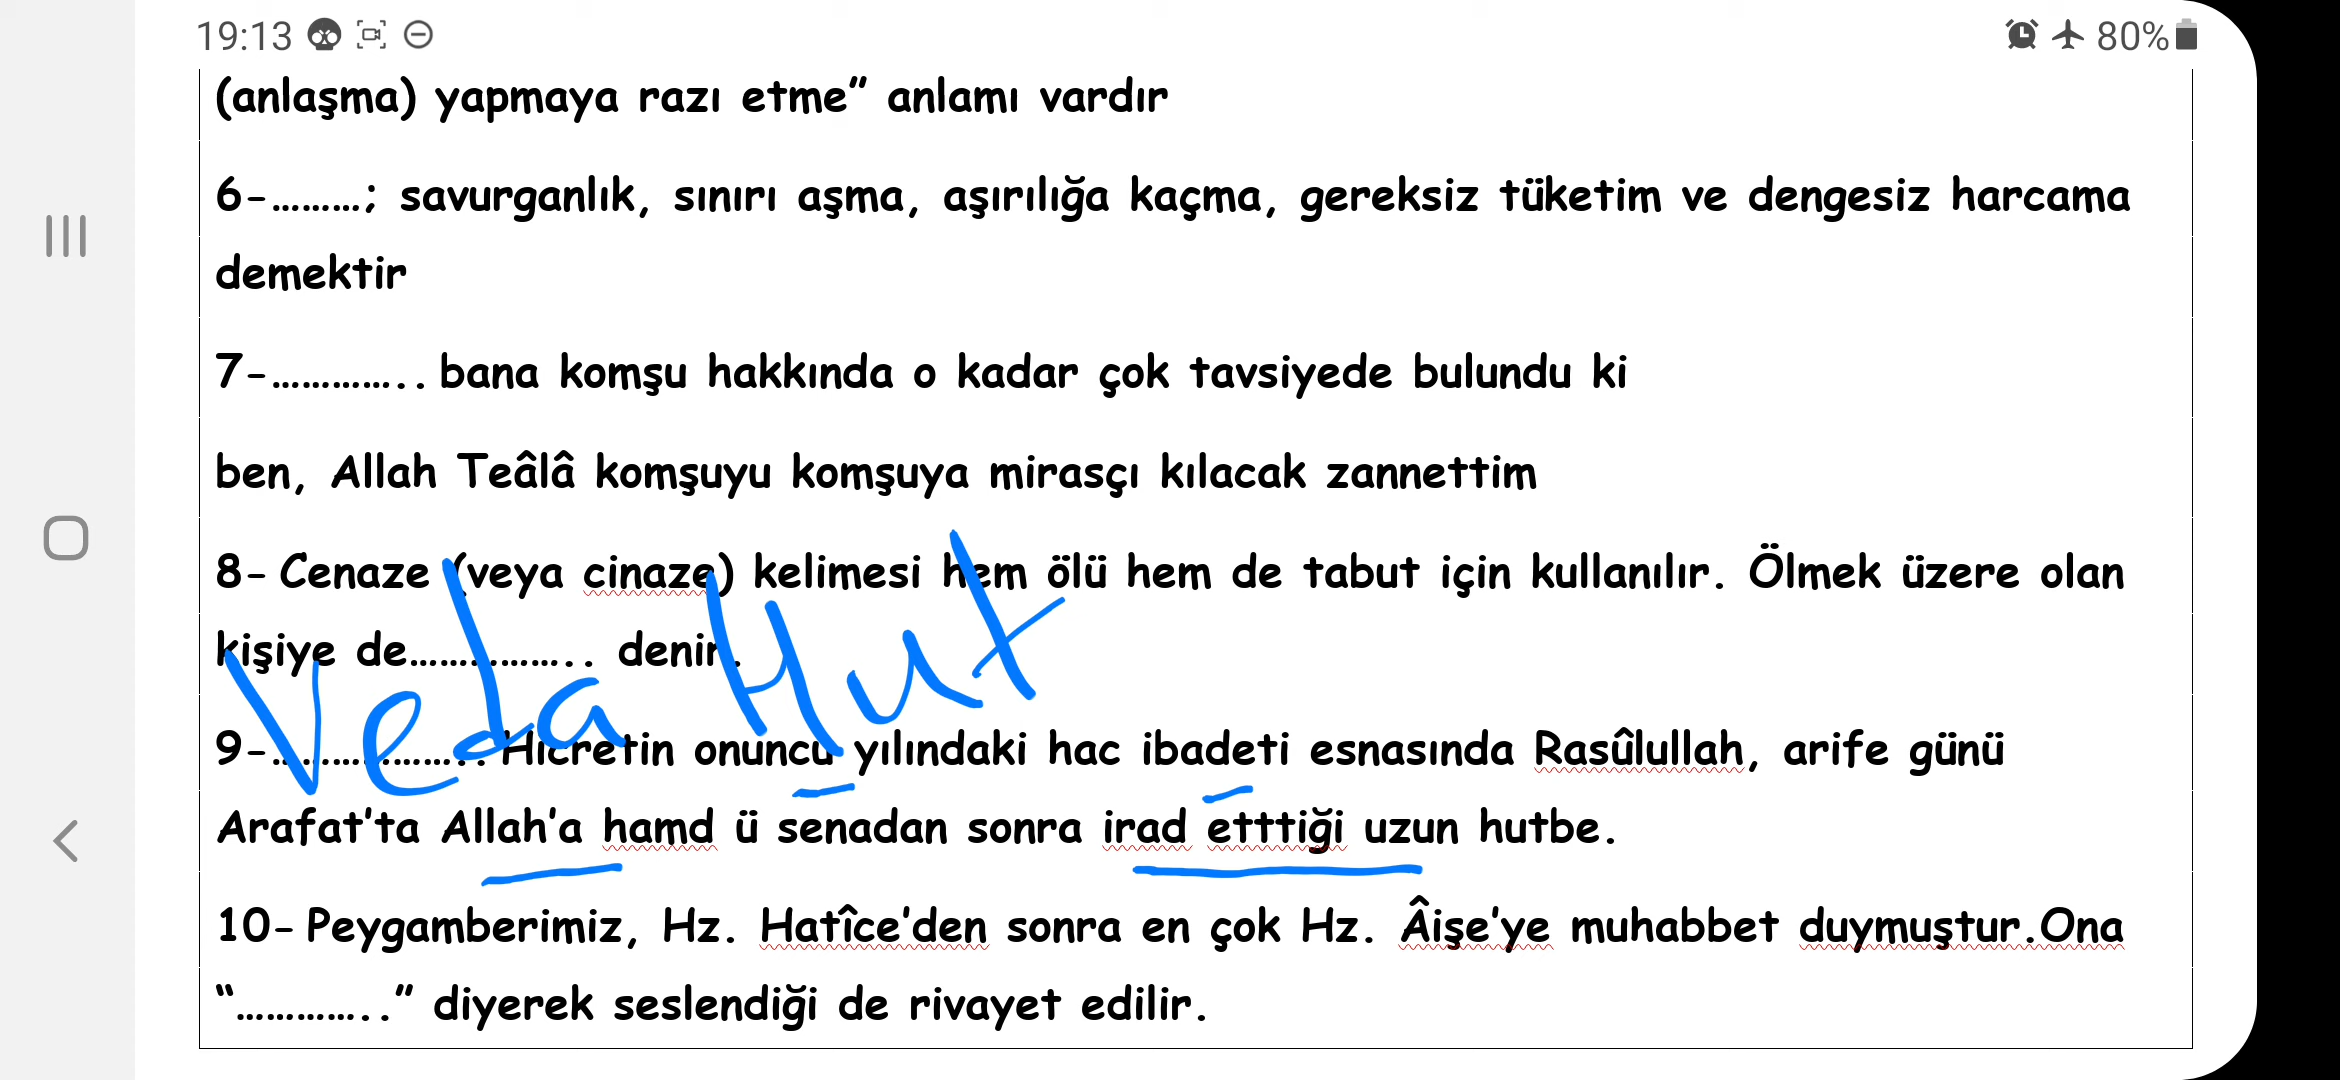 19:13 80%
(anlaşma) yapmaya razı etme” anlamı vardır
6-………; savurganlık, sınırı aşma, aşırılığa kaçma, gereksiz tüketim ve dengesiz harcama
demektir
7-………….. bana komşu hakkında o kadar çok tavsiyede bulundu ki
ben, Allah Teâlâ komşuyu komşuya mirasçı kılacak zannettim
8- Cenaze (veya cinaze) kelimesi hem ölü hem de tabut için kullanılır. Ölmek üzere olan
kişiye de…………….. denir.
Veda Hut
9-……………….. Hicretin onuncu yılındaki hac ibadeti esnasında Rasûlullah, arife günü
Arafat’ta Allah’a hamd ü senadan sonra irad etttiği uzun hutbe.
10- Peygamberimiz, Hz. Hatîce’den sonra en çok Hz. Âişe’ye muhabbet duymuştur.Ona
“…………..” diyerek seslendiği de rivayet edilir.